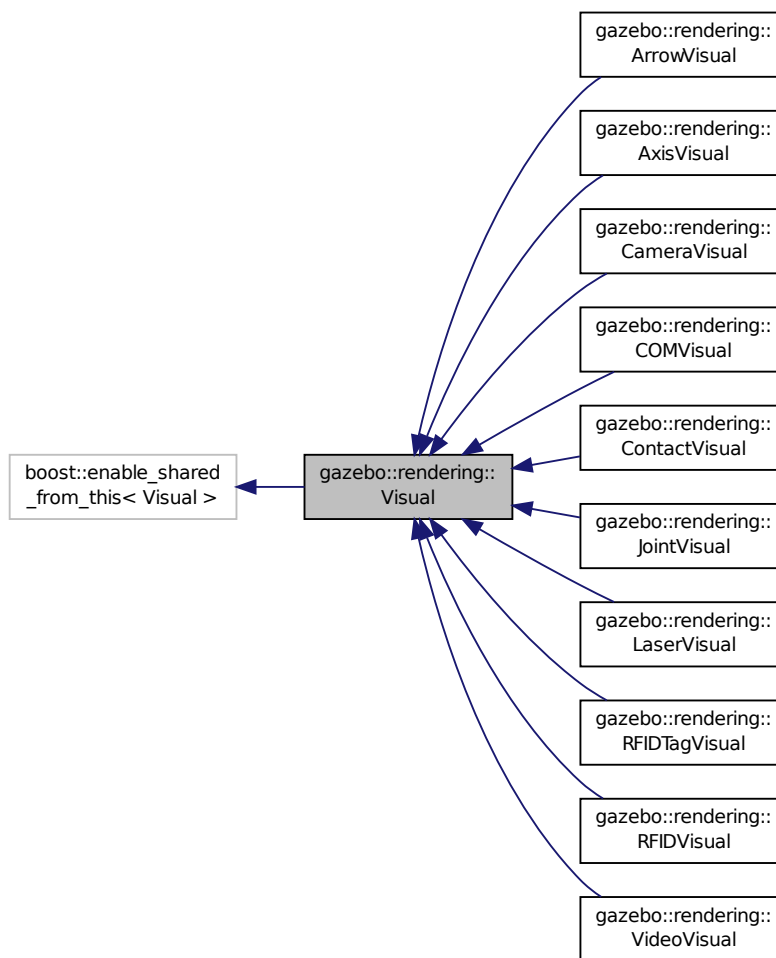 gazebo::rendering::
ArrowVisual
gazebo::rendering::
AxisVisual
gazebo::rendering::
CameraVisual
gazebo::rendering::
COMVisual
gazebo::rendering::
ContactVisual
boost::enable_shared
_from_this< Visual >
gazebo::rendering::
Visual
gazebo::rendering::
JointVisual
gazebo::rendering::
LaserVisual
gazebo::rendering::
RFIDTagVisual
gazebo::rendering::
RFIDVisual
gazebo::rendering::
VideoVisual